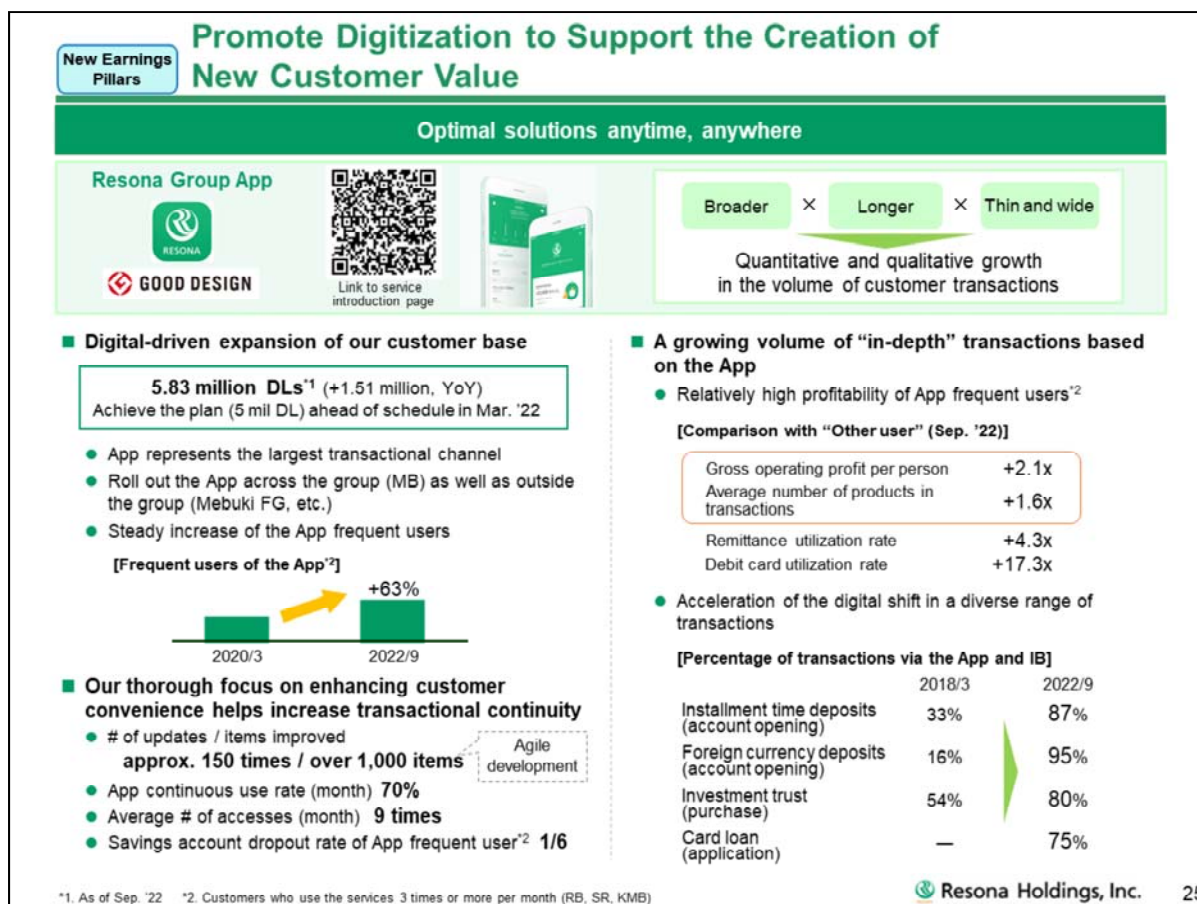 New Earnings
Pillars
Promote Digitization to Support the Creation of
New Customer Value
Optimal solutions anytime, anywhere
Resona Group App
RESONA
GOOD DESIGN
Link to service
introduction page
Broader × Longer × Thin and wide
Quantitative and qualitative growth
in the volume of customer transactions
■ Digital-driven expansion of our customer base
5.83 million DLs*1 (+1.51 million, YoY)
Achieve the plan (5 mil DL) ahead of schedule in Mar. '22
● App represents the largest transactional channel
● Roll out the App across the group (MB) as well as outside
the group (Mebuki FG, etc.)
● Steady increase of the App frequent users
[Frequent users of the App*2]
+63%
2020/3 2022/9
■ Our thorough focus on enhancing customer
convenience helps increase transactional continuity
● # of updates / items improved
approx. 150 times / over 1,000 items
Agile
development
● App continuous use rate (month) 70%
● Average # of accesses (month) 9 times
● Savings account dropout rate of App frequent user*2 1/6
■ A growing volume of “in-depth” transactions based
on the App
● Relatively high profitability of App frequent users*2
[Comparison with “Other user” (Sep. '22)]
Gross operating profit per person +2.1x
Average number of products in
transactions +1.6x
Remittance utilization rate +4.3x
Debit card utilization rate +17.3x
● Acceleration of the digital shift in a diverse range of
transactions
[Percentage of transactions via the App and IB]
2018/3 2022/9
Installment time deposits
(account opening) 33% 87%
Foreign currency deposits
(account opening) 16% 95%
Investment trust
(purchase) 54% 80%
Card loan
(application) — 75%
*1. As of Sep. '22 *2. Customers who use the services 3 times or more per month (RB, SR, KMB)
Resona Holdings, Inc. 25